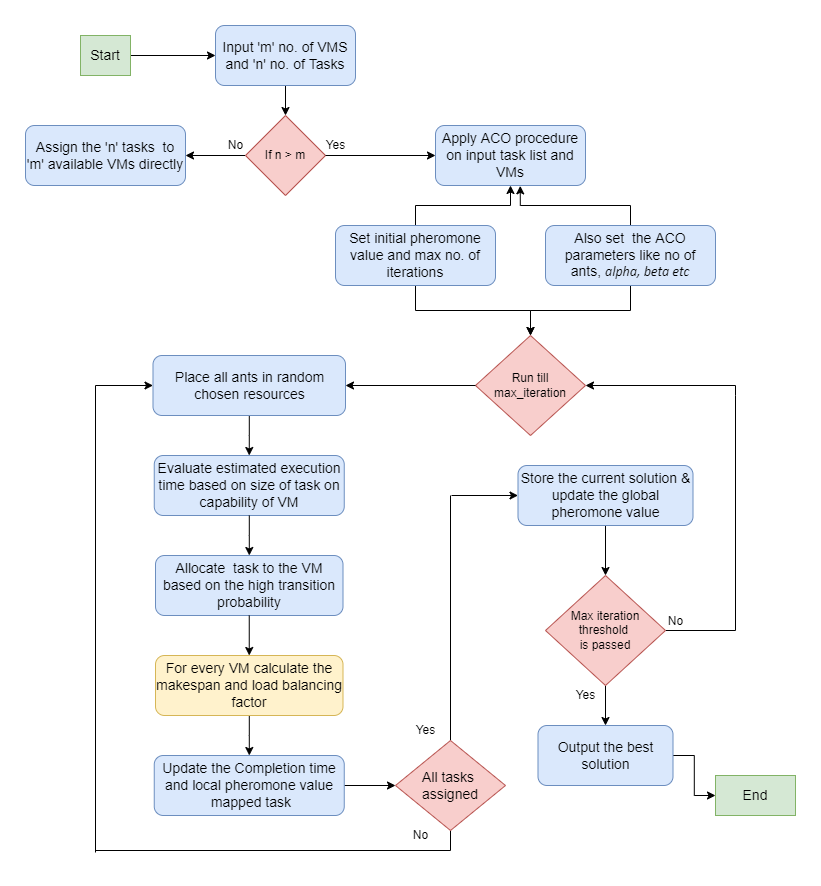 Start
Input 'm' no. of VMS
and 'n' no. of Tasks
If n > m
No
Yes
Assign the 'n' tasks to
'm' available VMs directly
Apply ACO procedure
on input task list and
VMs
Set initial pheromone
value and max no. of
iterations
Also set the ACO
parameters like no of
ants, alpha, beta etc
Run till
max_iteration
Place all ants in random
chosen resources
Evaluate estimated execution
time based on size of task on
capability of VM
Allocate task to the VM
based on the high transition
probability
For every VM calculate the
makespan and load balancing
factor
Update the Completion time
and local pheromone value
mapped task
All tasks
assigned
Yes
No
Store the current solution &
update the global
pheromone value
Max iteration
threshold
is passed
No
Yes
Output the best
solution
End